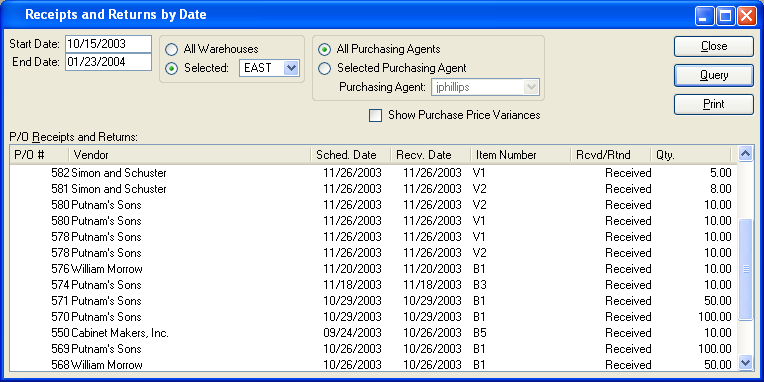 Receipts and Returns by Date
Start Date: 10/15/2003
End Date: 01/23/2004
All Warehouses
Selected: EAST
All Purchasing Agents
Selected Purchasing Agent
Purchasing Agent: jphillips
Show Purchase Price Variances
Close
Query
Print
P/O Receipts and Returns:
P/O # Vendor Sched. Date Recv. Date Item Number Rcvd/Rtnd Qty.
582 Simon and Schuster 11/26/2003 11/26/2003 V1 Received 5.00
581 Simon and Schuster 11/26/2003 11/26/2003 V2 Received 8.00
580 Putnam's Sons 11/26/2003 11/26/2003 V2 Received 10.00
580 Putnam's Sons 11/26/2003 11/26/2003 V1 Received 10.00
578 Putnam's Sons 11/26/2003 11/26/2003 V1 Received 10.00
578 Putnam's Sons 11/26/2003 11/26/2003 V2 Received 10.00
576 William Morrow 11/20/2003 11/20/2003 B1 Received 10.00
574 Putnam's Sons 11/18/2003 11/18/2003 B3 Received 10.00
571 Putnam's Sons 10/29/2003 10/29/2003 B1 Received 50.00
570 Putnam's Sons 10/29/2003 10/29/2003 B1 Received 100.00
550 Cabinet Makers, Inc. 09/24/2003 10/26/2003 B5 Received 10.00
569 Putnam's Sons 10/26/2003 10/26/2003 B1 Received 100.00
568 William Morrow 10/26/2003 10/26/2003 B1 Received 50.00